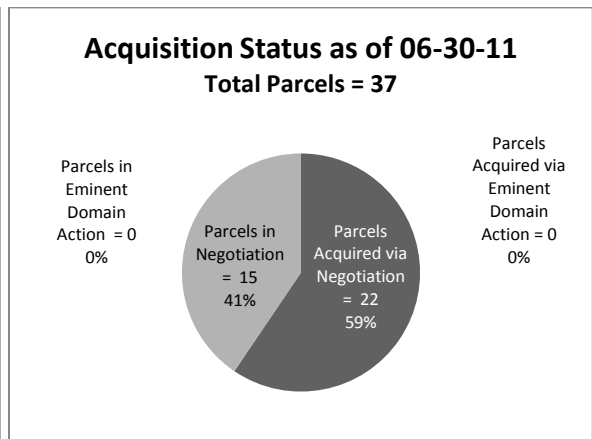 Acquisition Status as of 06-30-11
Total Parcels = 37
Parcels in
Eminent
Domain
Action = 0
0%
Parcels in
Negotiation
= 15
41%
Parcels
Acquired via
Negotiation
= 22
59%
Parcels
Acquired via
Eminent
Domain
Action = 0
0%